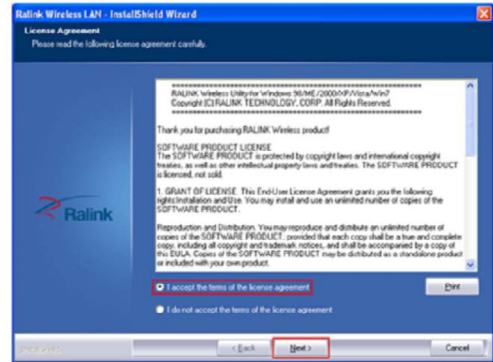 Ralink Wireless LAN - InstallShield Wizard
License Agreement
Please read the following license agreement carefully.
RALINK Wireless Utility for Windows 98/ME/2000/XP/Vista/Win7
Copyright (C) RALINK TECHNOLOGY, CORP. All Rights Reserved.
Thank you for purchasing RALINK Wireless product!
SOFTWARE PRODUCT LICENSE
The SOFTWARE PRODUCT is protected by copyright laws and international copyright
treaties, as well as other intellectual property laws and treaties. The SOFTWARE PRODUCT
is licensed, not sold.
1. GRANT OF LICENSE. This End-User License Agreement grants you the following
rights:Installation and Use. You may install and use an unlimited number of copies of the
SOFTWARE PRODUCT.
Reproduction and Distribution. You may reproduce and distribute an unlimited number of
copies of the SOFTWARE PRODUCT, provided that each copy shall be a true and complete
copy, including all copyright and trademark notices, and shall be accompanied by a copy of
this EULA. Copies of the SOFTWARE PRODUCT may be distributed as a standalone product
or included with your own product.
Ralink
I accept the terms of the license agreement
Print
I do not accept the terms of the license agreement
InstallShield
< Back
Next >
Cancel